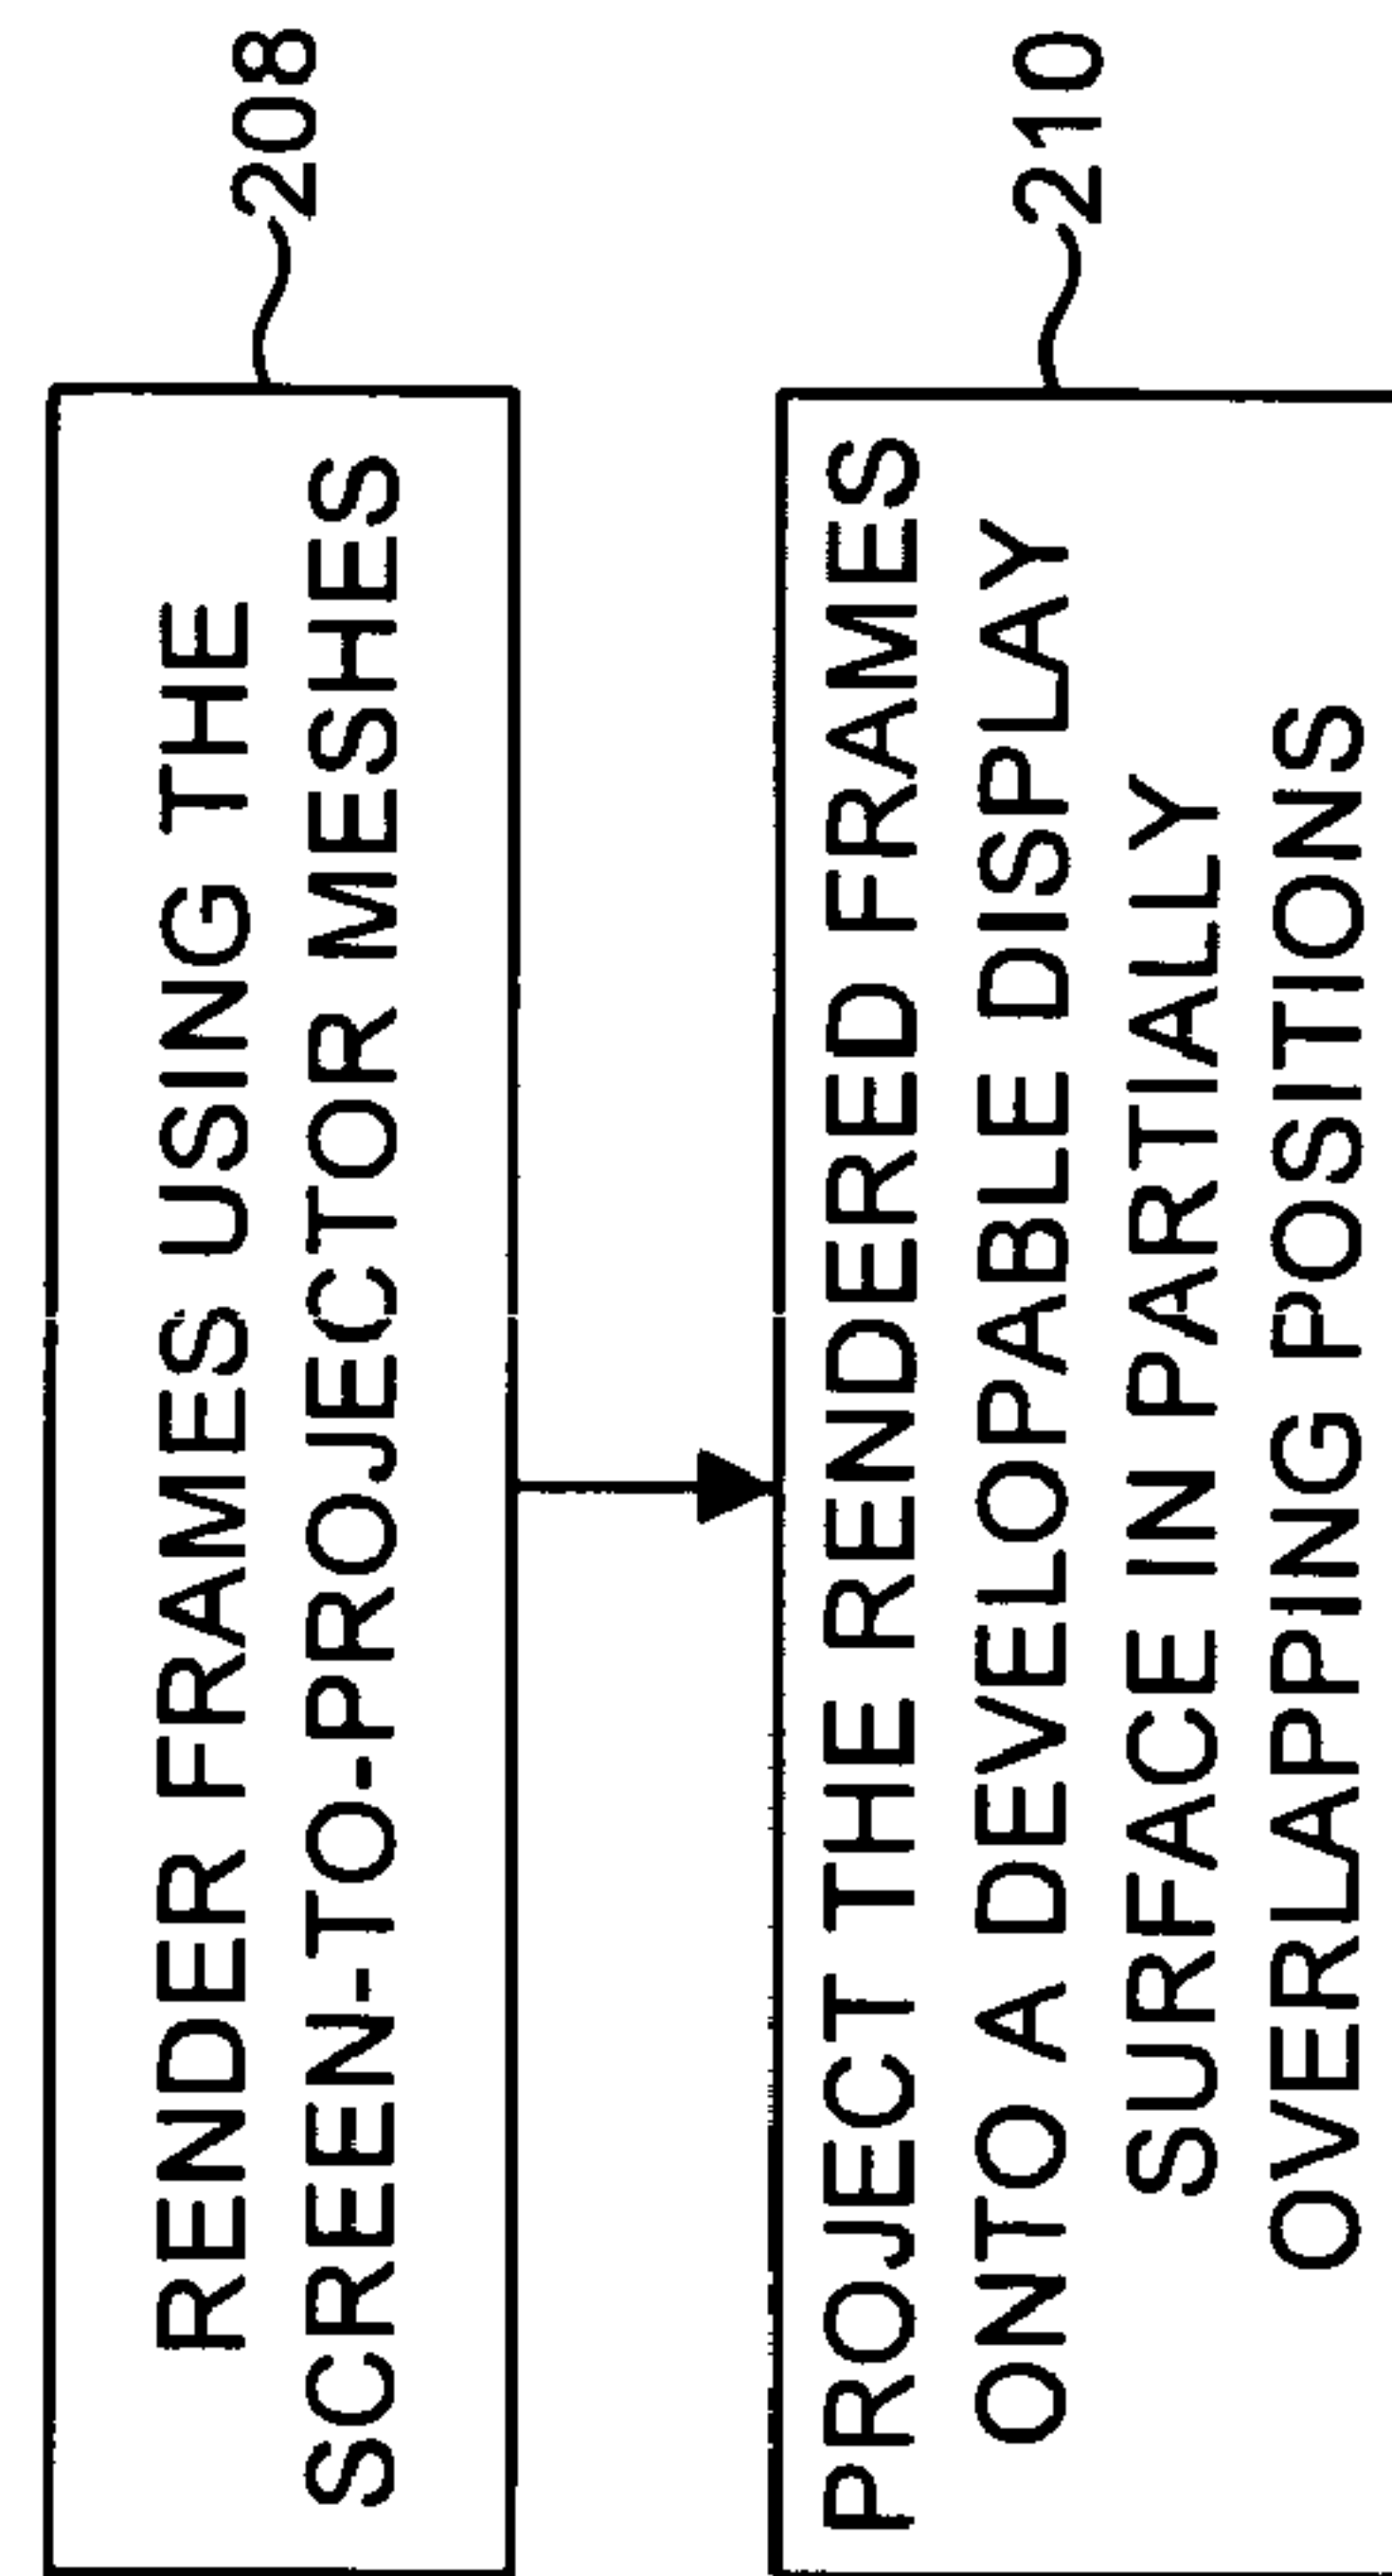 RENDER FRAMES USING THE
SCREEN-TO-PROJECTOR MESHES
208
PROJECT THE RENDERED FRAMES
ONTO A DEVELOPABLE DISPLAY
SURFACE IN PARTIALLY
OVERLAPPING POSITIONS
210